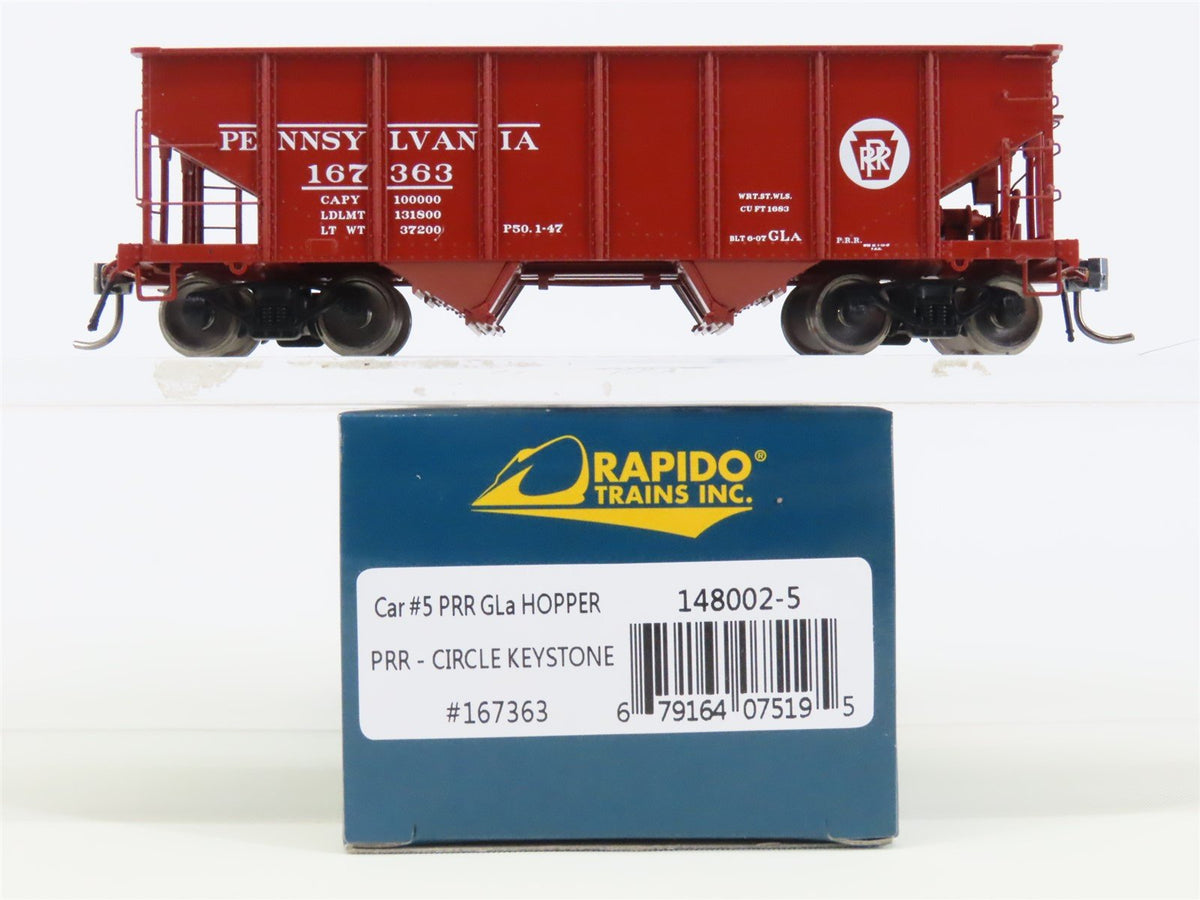 PENNSYLVANIA
167363
CAPY 100000
LDLMT 131800
LT WT 37200
P50.1-47
WRT.ST.WLS.
CU FT 1683
BLT 6-07 GLA
PRR
P.R.R.
RAPIDO®
TRAINS INC.
Car #5 PRR GLa HOPPER
148002-5
PRR - CIRCLE KEYSTONE
#167363
6 79164 07519 5